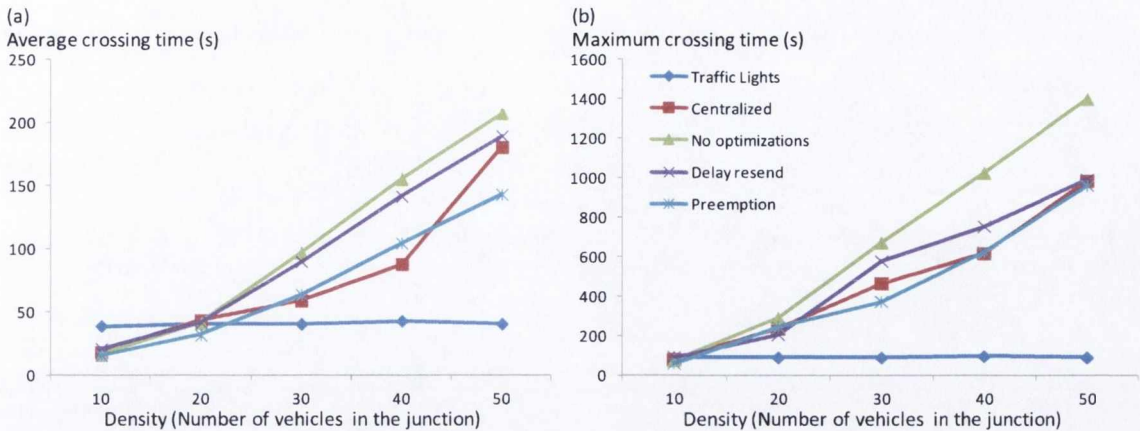 (a)
Average crossing time (s)
250
200
150
100
50
0
10 20 30 40 50
Density (Number of vehicles in the junction)
(b)
Maximum crossing time (s)
1600
1400
1200
1000
800
600
400
200
0
Traffic Lights
Centralized
No optimizations
Delay resend
Preemption
10 20 30 40 50
Density (Number of vehicles in the junction)